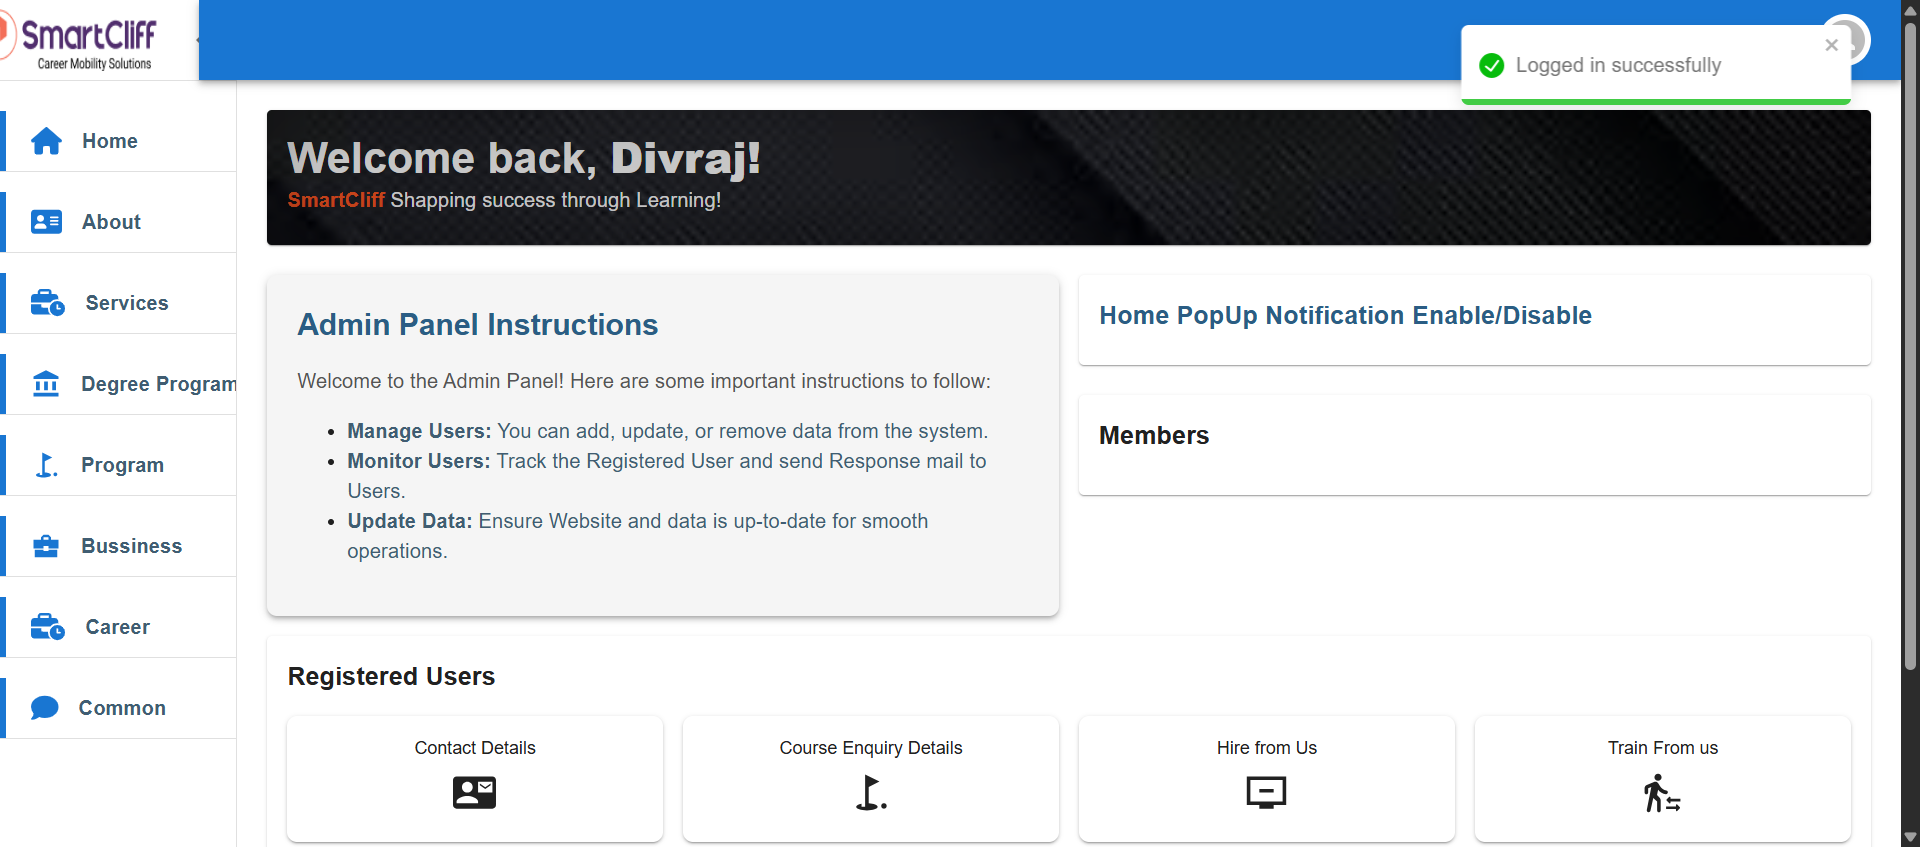 SmartCliff
Career Mobility Solutions
Logged in successfully
Home
About
Services
Degree Program
Program
Bussiness
Career
Common
Welcome back, Divraj!
SmartCliff Shapping success through Learning!
Admin Panel Instructions
Welcome to the Admin Panel! Here are some important instructions to follow:
Manage Users: You can add, update, or remove data from the system.
Monitor Users: Track the Registered User and send Response mail to
Users.
Update Data: Ensure Website and data is up-to-date for smooth
operations.
Home PopUp Notification Enable/Disable
Members
Registered Users
Contact Details
Course Enquiry Details
Hire from Us
Train From us